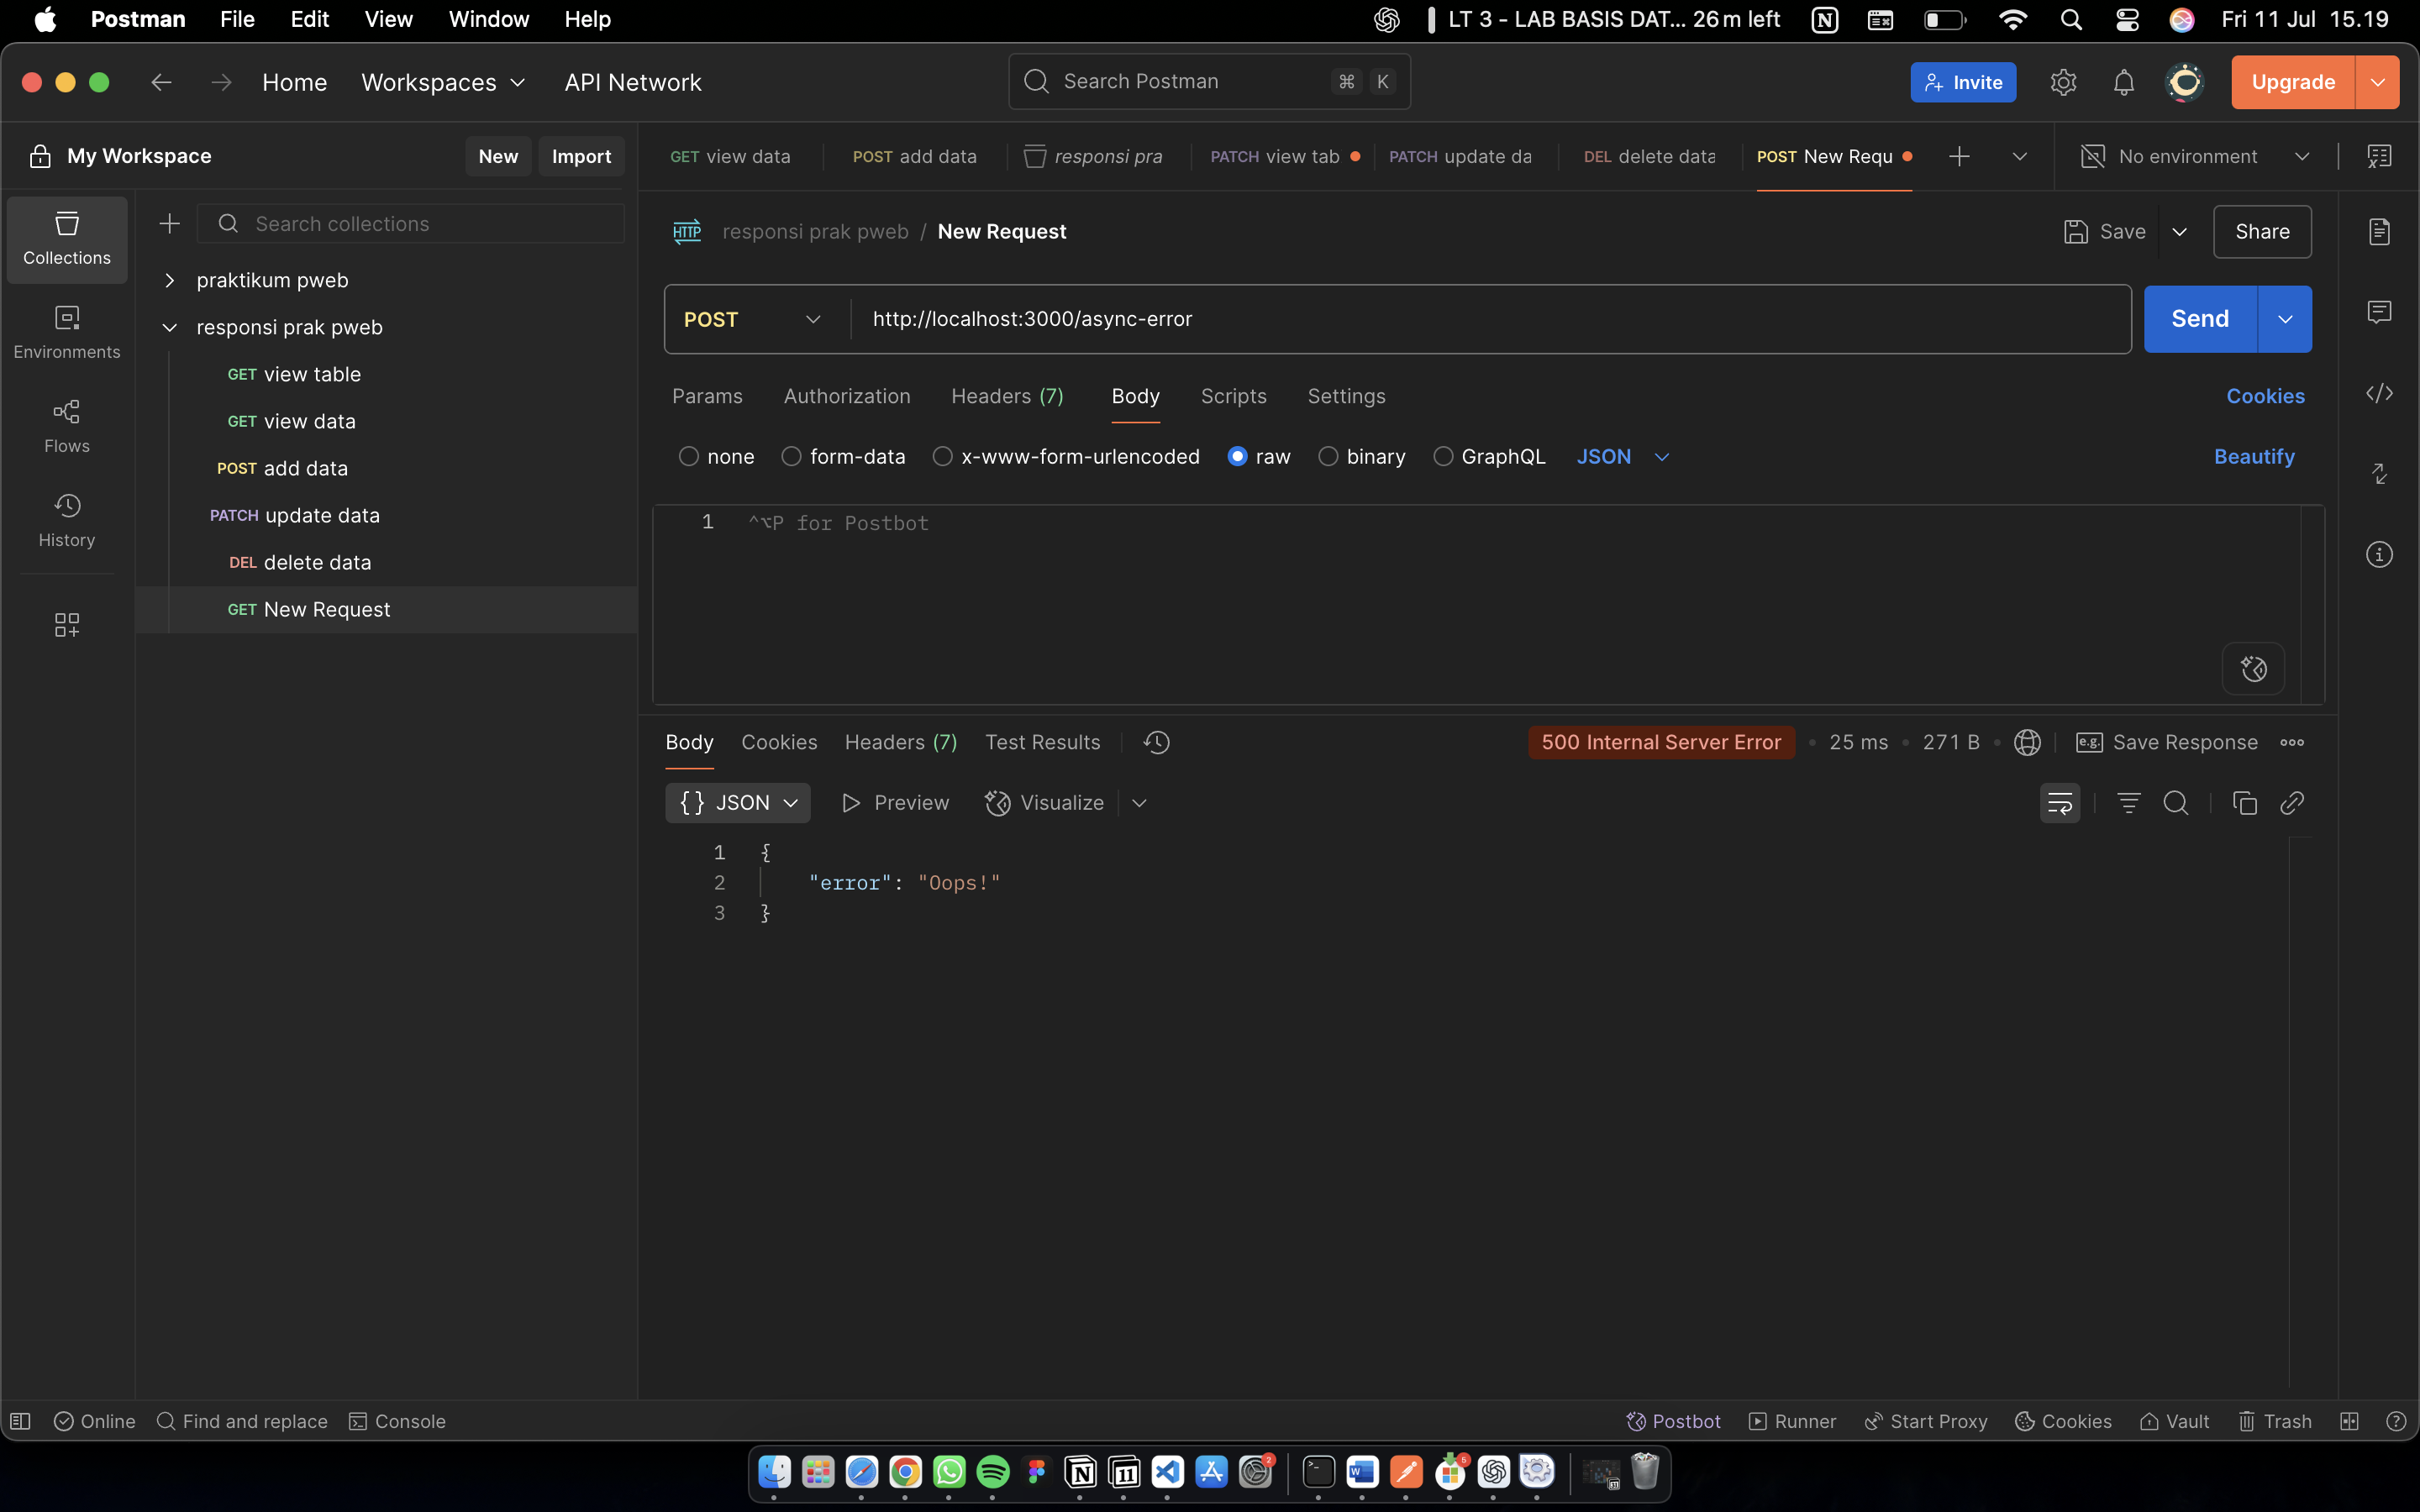 Postman File Edit View Window Help LT 3 - LAB BASIS DAT... 26 m left Fri 11 Jul 15.19
Home Workspaces API Network Search Postman ⌘ K Invite Upgrade
My Workspace New Import
GET view data POST add data responsi pra PATCH view tab PATCH update da DEL delete data POST New Requ No environment
Collections
Environments
Flows
History
Search collections
praktikum pweb
responsi prak pweb
GET view table
GET view data
POST add data
PATCH update data
DEL delete data
GET New Request
HTTP responsi prak pweb / New Request Save Share
POST http://localhost:3000/async-error Send
Params Authorization Headers (7) Body Scripts Settings Cookies
none form-data x-www-form-urlencoded raw binary GraphQL JSON Beautify
1 ^⌥P for Postbot
Body Cookies Headers (7) Test Results 500 Internal Server Error • 25 ms • 271 B • e.g. Save Response
{} JSON Preview Visualize
1 {
2 "error": "Oops!"
3 }
Online Find and replace Console Postbot Runner Start Proxy Cookies Vault Trash
11 2 5